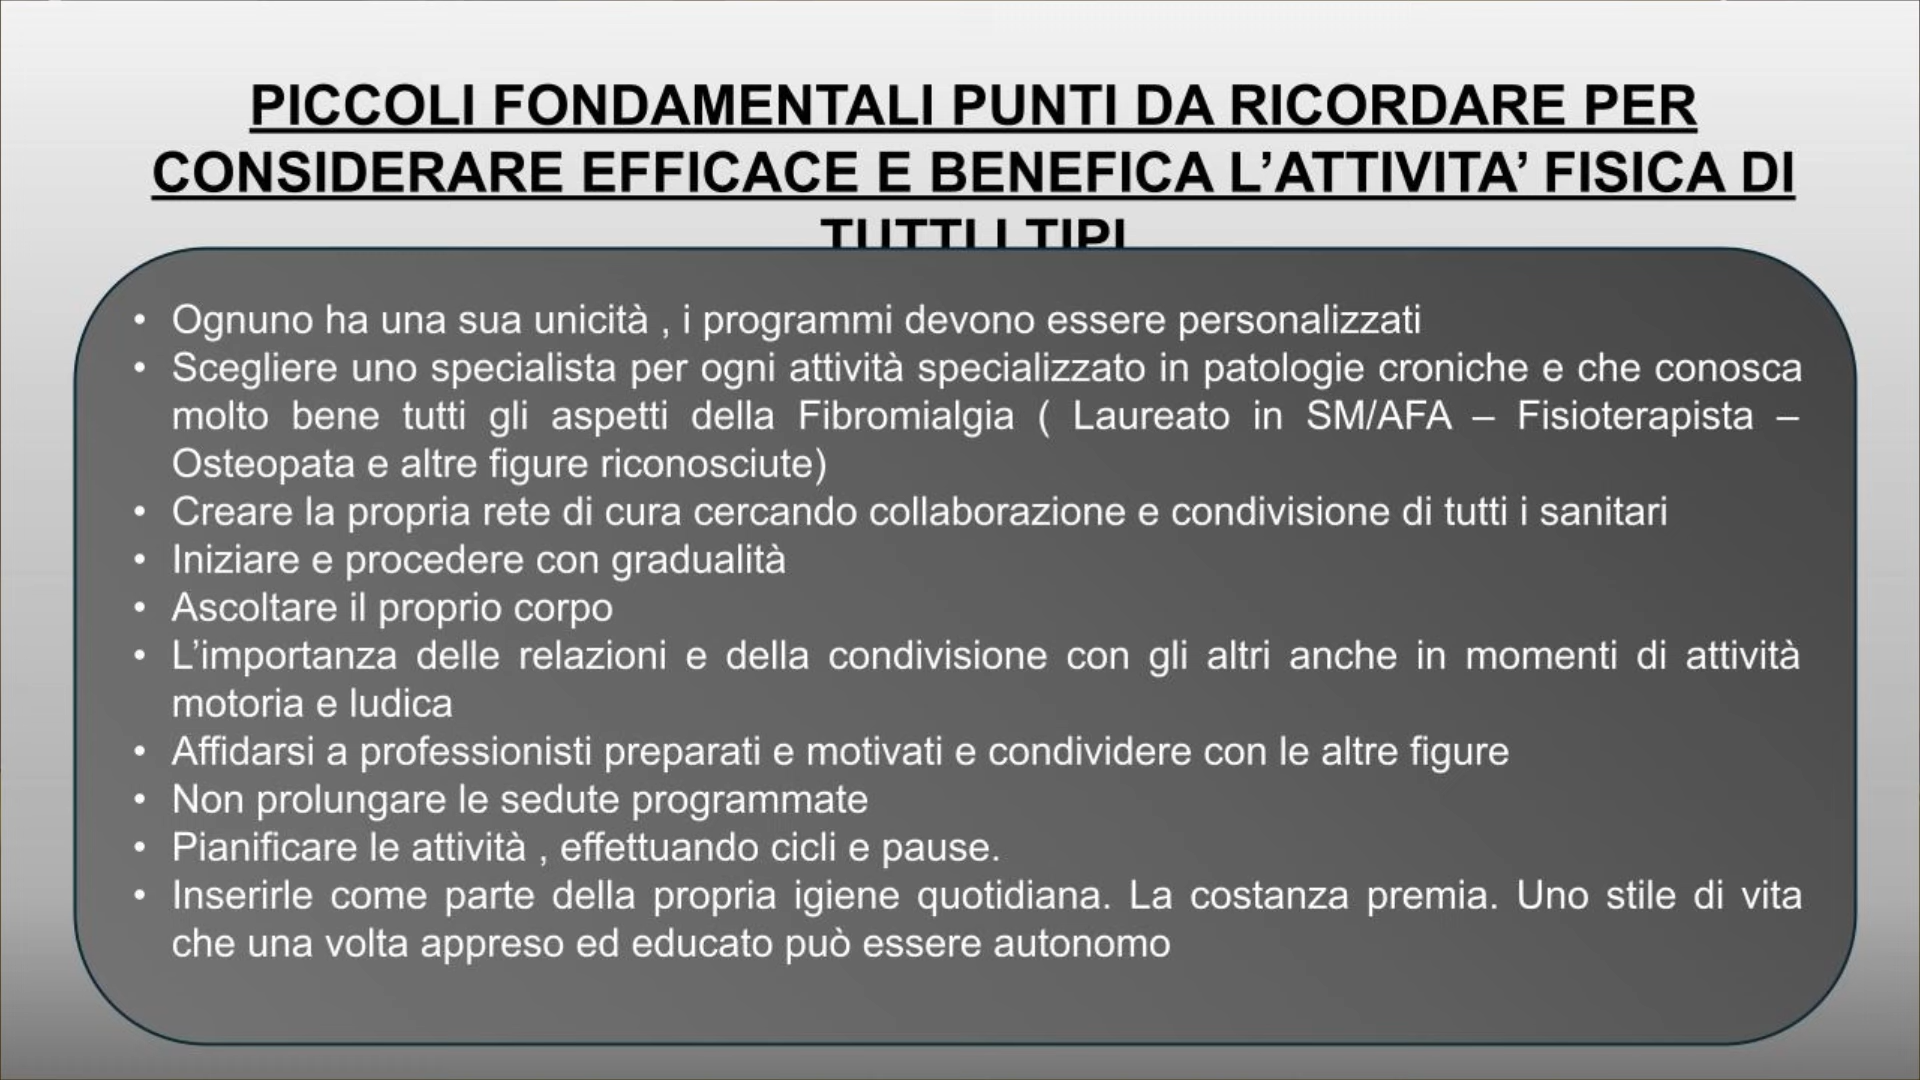 PICCOLI FONDAMENTALI PUNTI DA RICORDARE PER
CONSIDERARE EFFICACE E BENEFICA L’ATTIVITA’ FISICA DI
TUTTI I TIPI
• Ognuno ha una sua unicità , i programmi devono essere personalizzati
• Scegliere uno specialista per ogni attività specializzato in patologie croniche e che conosca
molto bene tutti gli aspetti della Fibromialgia ( Laureato in SM/AFA – Fisioterapista –
Osteopata e altre figure riconosciute)
• Creare la propria rete di cura cercando collaborazione e condivisione di tutti i sanitari
• Iniziare e procedere con gradualità
• Ascoltare il proprio corpo
• L’importanza delle relazioni e della condivisione con gli altri anche in momenti di attività
motoria e ludica
• Affidarsi a professionisti preparati e motivati e condividere con le altre figure
• Non prolungare le sedute programmate
• Pianificare le attività , effettuando cicli e pause.
• Inserirle come parte della propria igiene quotidiana. La costanza premia. Uno stile di vita
che una volta appreso ed educato può essere autonomo